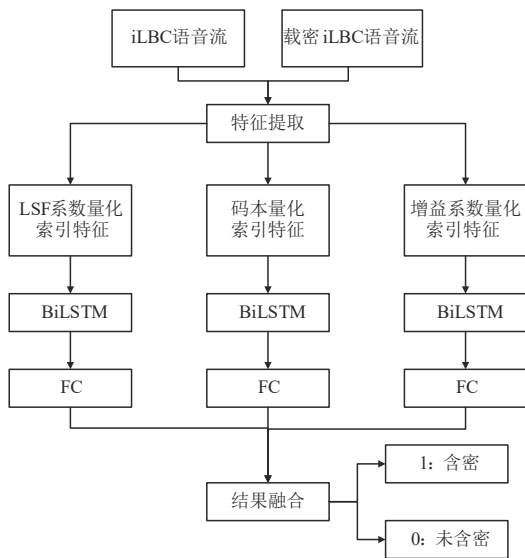 iLBC语音流
载密 iLBC语音流
特征提取
LSF系数量化
索引特征
码本量化
索引特征
增益系数量化
索引特征
BiLSTM
BiLSTM
BiLSTM
FC
FC
FC
结果融合
1：含密
0：未含密